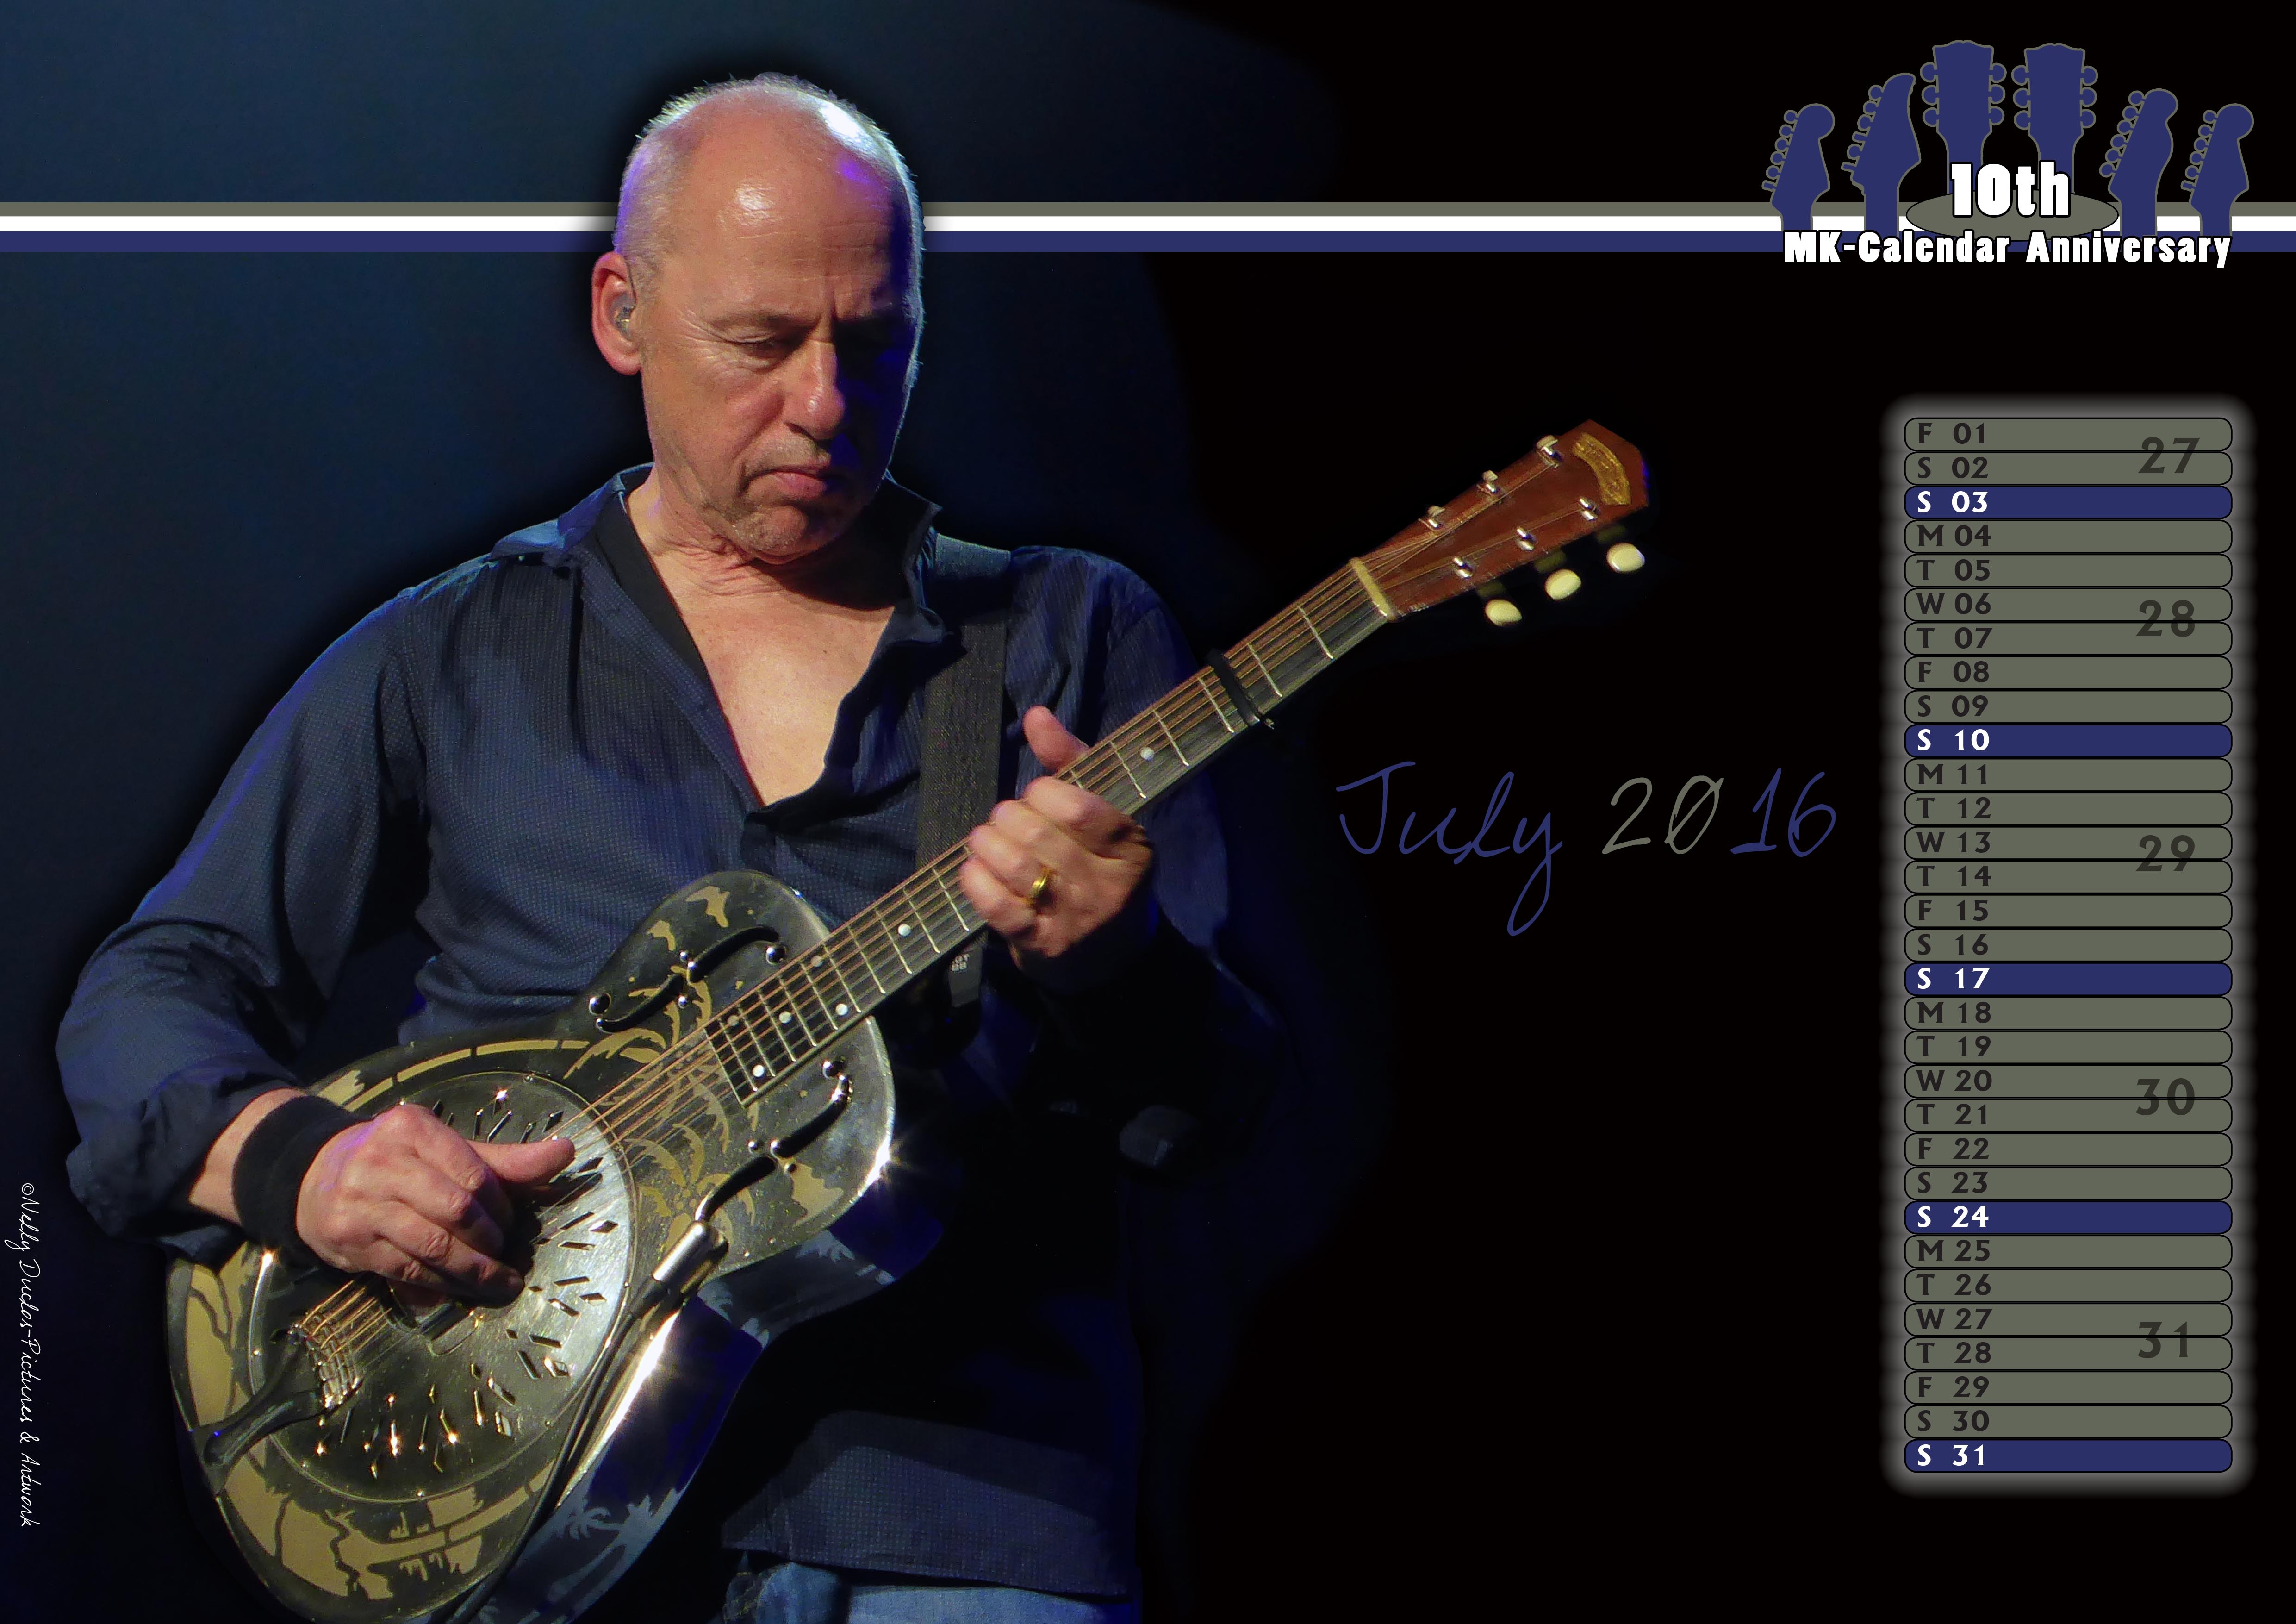 10th
MK-Calendar Anniversary
July 2016
F 01
S 02
27
S 03
M 04
T 05
W 06
T 07
28
F 08
S 09
S 10
M 11
T 12
W 13
T 14
29
F 15
S 16
S 17
M 18
T 19
W 20
T 21
30
F 22
S 23
S 24
M 25
T 26
W 27
T 28
31
F 29
S 30
S 31
©Nelly Duclos-Pictures & Artwork